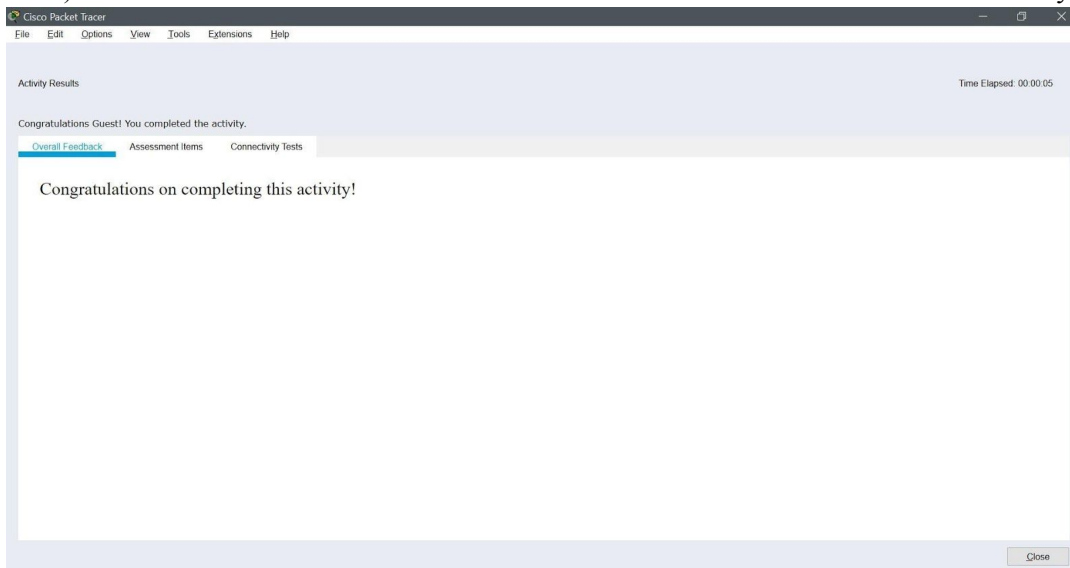 Cisco Packet Tracer
File Edit Options View Tools Extensions Help
Activity Results Time Elapsed: 00:00:05
Congratulations Guest! You completed the activity.
Overall Feedback Assessment Items Connectivity Tests
Congratulations on completing this activity!
Close